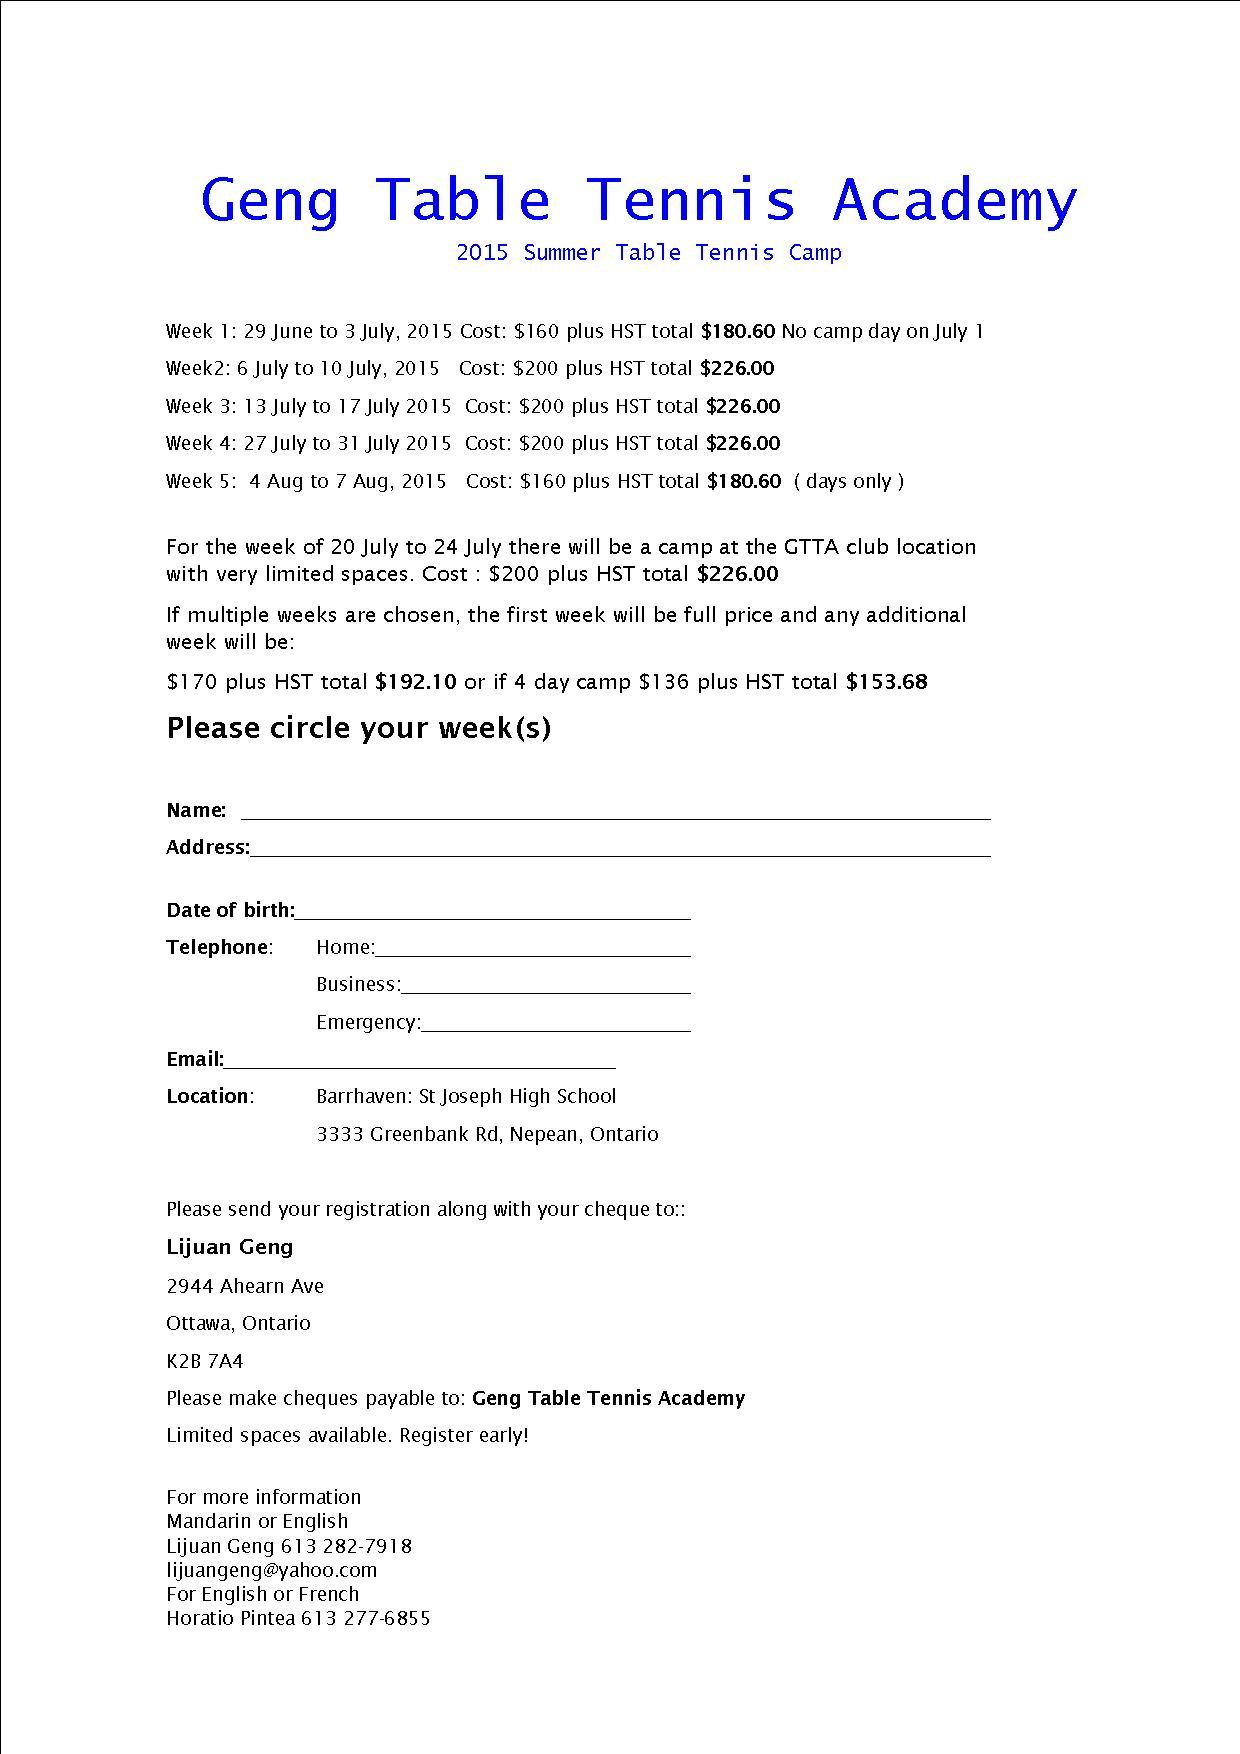 Geng Table Tennis Academy
2015 Summer Table Tennis Camp
Week 1: 29 June to 3 July, 2015 Cost: $160 plus HST total $180.60 No camp day on July 1
Week2: 6 July to 10 July, 2015 Cost: $200 plus HST total $226.00
Week 3: 13 July to 17 July 2015 Cost: $200 plus HST total $226.00
Week 4: 27 July to 31 July 2015 Cost: $200 plus HST total $226.00
Week 5: 4 Aug to 7 Aug, 2015 Cost: $160 plus HST total $180.60 ( days only )
For the week of 20 July to 24 July there will be a camp at the GTTA club location
with very limited spaces. Cost : $200 plus HST total $226.00
If multiple weeks are chosen, the first week will be full price and any additional
week will be:
$170 plus HST total $192.10 or if 4 day camp $136 plus HST total $153.68
Please circle your week(s)
Name:
Address:
Date of birth:
Telephone: Home:
Business:
Emergency:
Email:
Location: Barrhaven: St Joseph High School
3333 Greenbank Rd, Nepean, Ontario
Please send your registration along with your cheque to::
Lijuan Geng
2944 Ahearn Ave
Ottawa, Ontario
K2B 7A4
Please make cheques payable to: Geng Table Tennis Academy
Limited spaces available. Register early!
For more information
Mandarin or English
Lijuan Geng 613 282-7918
lijuangeng@yahoo.com
For English or French
Horatio Pintea 613 277-6855